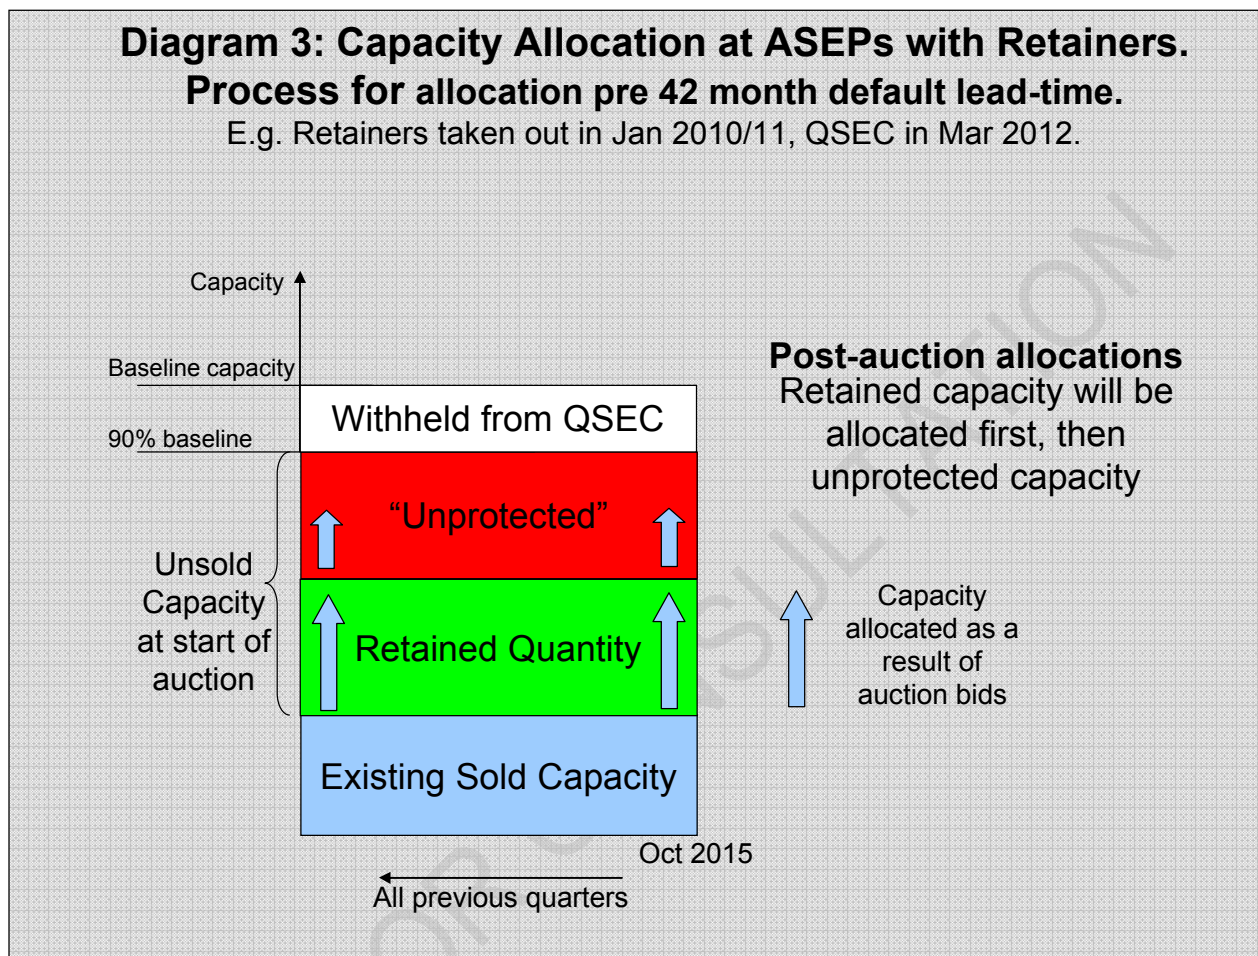 Diagram 3: Capacity Allocation at ASEPs with Retainers.
Process for allocation pre 42 month default lead-time.
E.g. Retainers taken out in Jan 2010/11, QSEC in Mar 2012.
Capacity
Baseline capacity
90% baseline
Withheld from QSEC
“Unprotected”
Retained Quantity
Existing Sold Capacity
Unsold
Capacity
at start of
auction
Oct 2015
All previous quarters
Post-auction allocations
Retained capacity will be
allocated first, then
unprotected capacity
Capacity
allocated as a
result of
auction bids